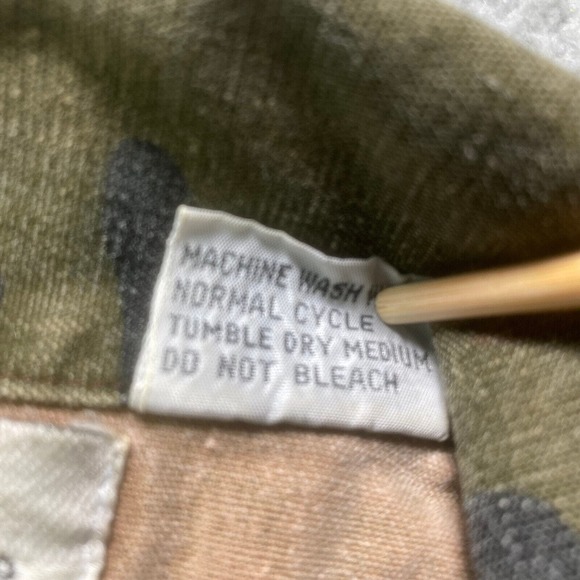 MACHINE WASH
NORMAL CYCLE
TUMBLE DRY MEDIUM
DO NOT BLEACH